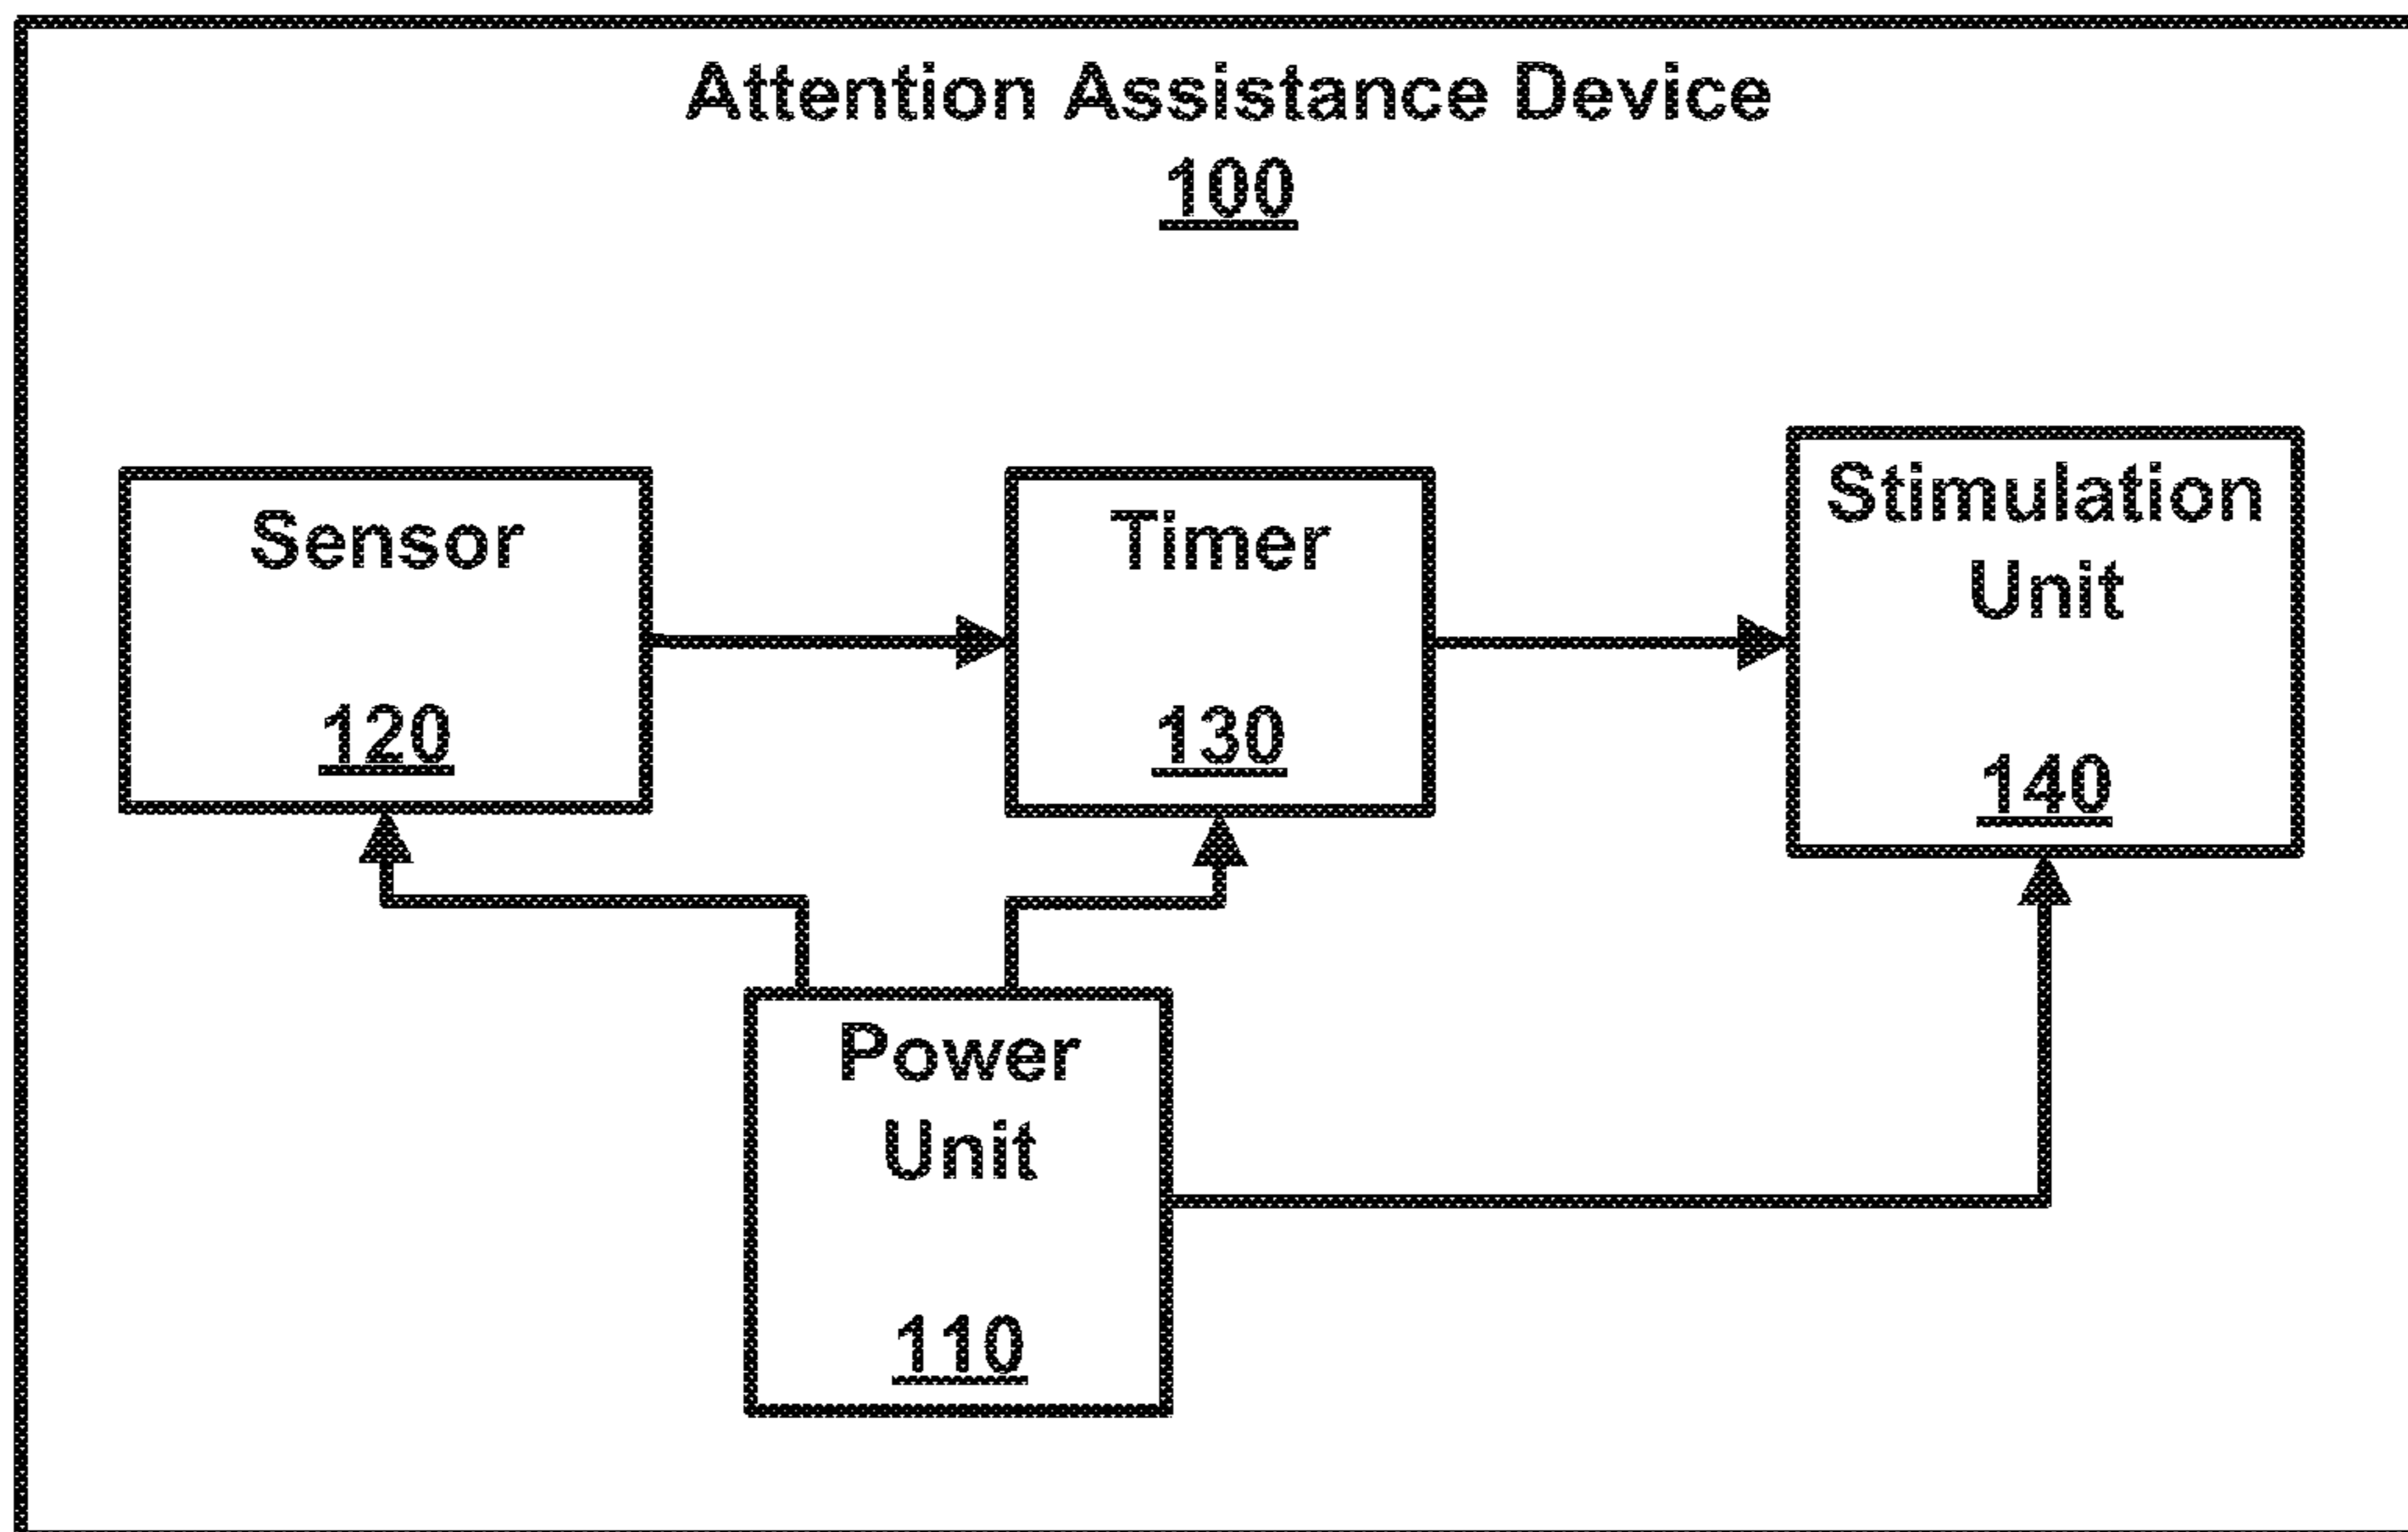 Attention Assistance Device
100
Sensor
120
Timer
130
Stimulation
Unit
140
Power
Unit
110